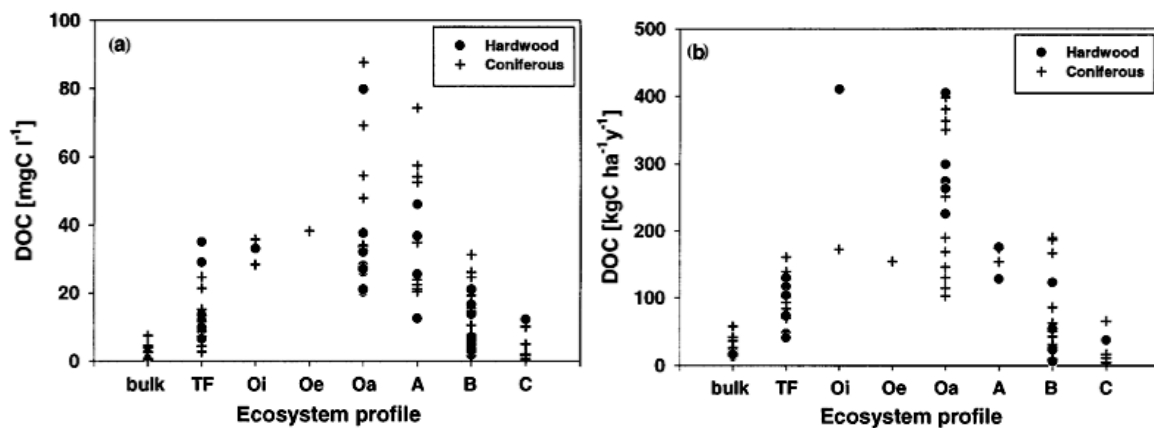 (a)
Hardwood
Coniferous
100
80
60
40
20
0
DOC [mgC l⁻¹]
bulk TF Oi Oe Oa A B C
Ecosystem profile
(b)
Hardwood
Coniferous
500
400
300
200
100
0
DOC [kgC ha⁻¹y⁻¹]
bulk TF Oi Oe Oa A B C
Ecosystem profile